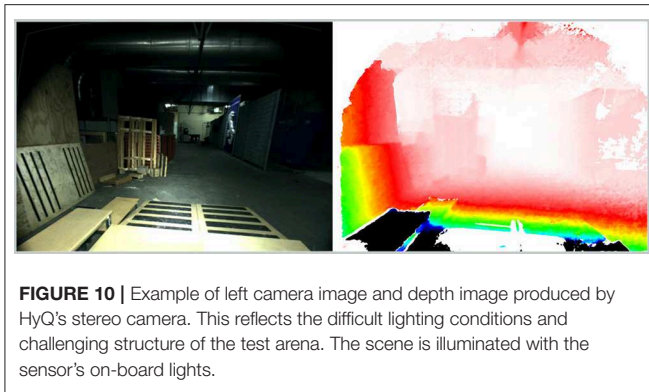 FIGURE 10 | Example of left camera image and depth image produced by
HyQ's stereo camera. This reflects the difficult lighting conditions and
challenging structure of the test arena. The scene is illuminated with the
sensor's on-board lights.